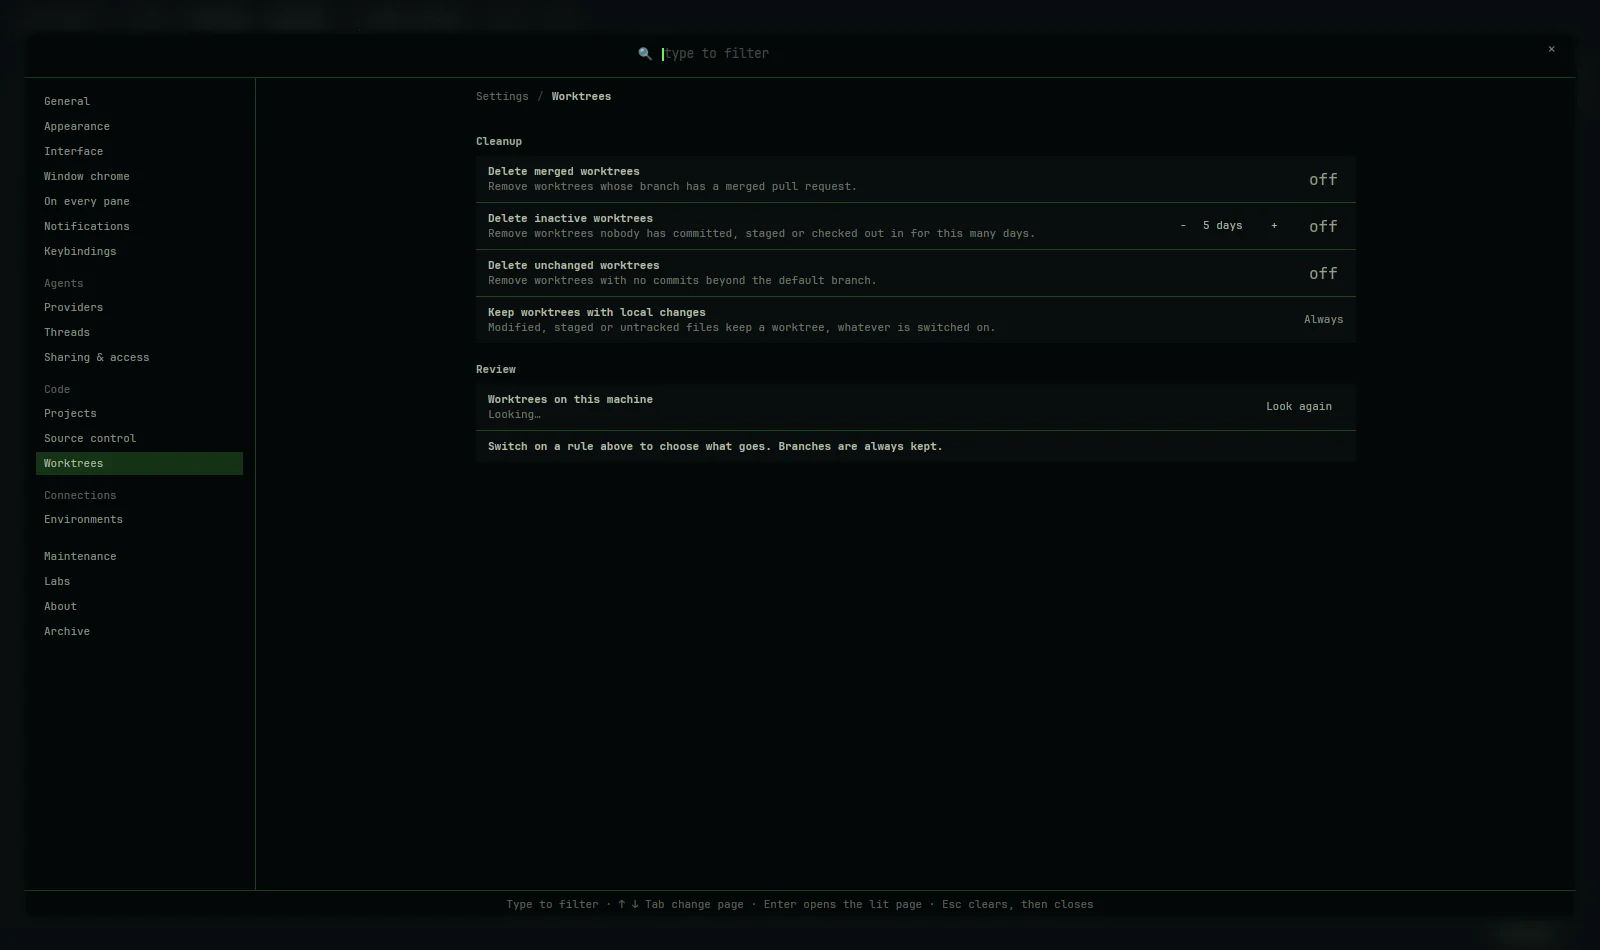 type to filter
×
General
Appearance
Interface
Window chrome
On every pane
Notifications
Keybindings
Agents
Providers
Threads
Sharing & access
Code
Projects
Source control
Worktrees
Connections
Environments
Maintenance
Labs
About
Archive
Settings / Worktrees
Cleanup
Delete merged worktrees
Remove worktrees whose branch has a merged pull request.
off
Delete inactive worktrees
Remove worktrees nobody has committed, staged or checked out in for this many days.
- 5 days +
off
Delete unchanged worktrees
Remove worktrees with no commits beyond the default branch.
off
Keep worktrees with local changes
Modified, staged or untracked files keep a worktree, whatever is switched on.
Always
Review
Worktrees on this machine
Looking…
Look again
Switch on a rule above to choose what goes. Branches are always kept.
Type to filter · ↑ ↓ Tab change page · Enter opens the lit page · Esc clears, then closes